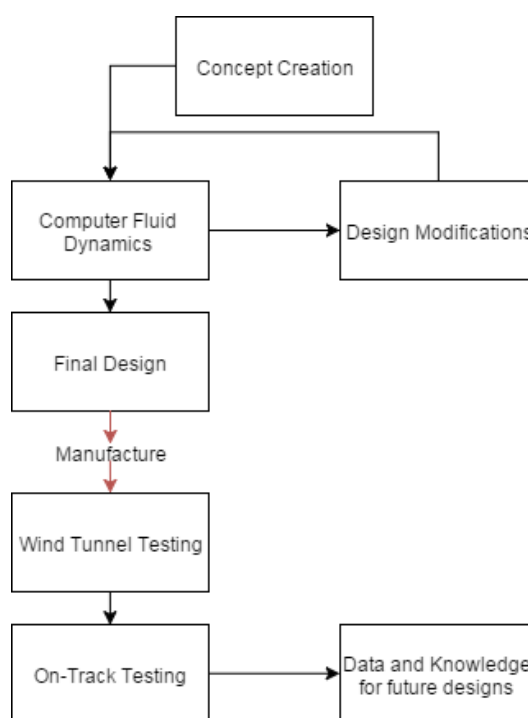 Concept Creation
Computer Fluid
Dynamics
Design Modifications
Final Design
Manufacture
Wind Tunnel Testing
On-Track Testing
Data and Knowledge
for future designs